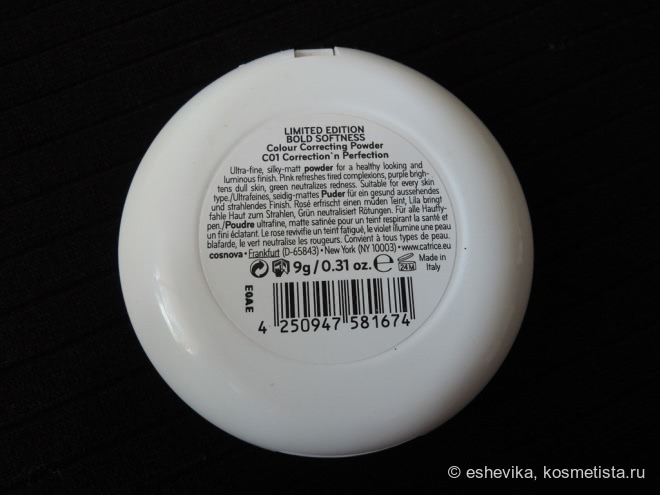 LIMITED EDITION
BOLD SOFTNESS
Colour Correcting Powder
C01 Correction`n Perfection
Ultra-fine, silky-matt powder for a healthy looking and
luminous finish. Pink refreshes tired complexions, purple brigh-
tens dull skin, green neutralizes redness. Suitable for every skin
type./Ultrafeines, seidig-mattes Puder für ein gesund aussehendes
und strahlendes Finish. Rosé erfrischt einen müden Teint, Lila bringt
fahle Haut zum Strahlen, Grün neutralisiert Rötungen. Für alle Hautty-
pen./Poudre ultrafine, matte satinée pour un teint respirant la santé et
un fini éclatant. Le rose revivifie un teint fatigué, le violet illumine une peau
blafarde, le vert neutralise les rougeurs. Convient à tous types de peau.
cosnova • Frankfurt (D-65843) • New York (NY 10003) • www.catrice.eu
9g/0.31 oz. e 24M Made in
Italy
E0AE
4 250947 581674
© eshevika, kosmetista.ru